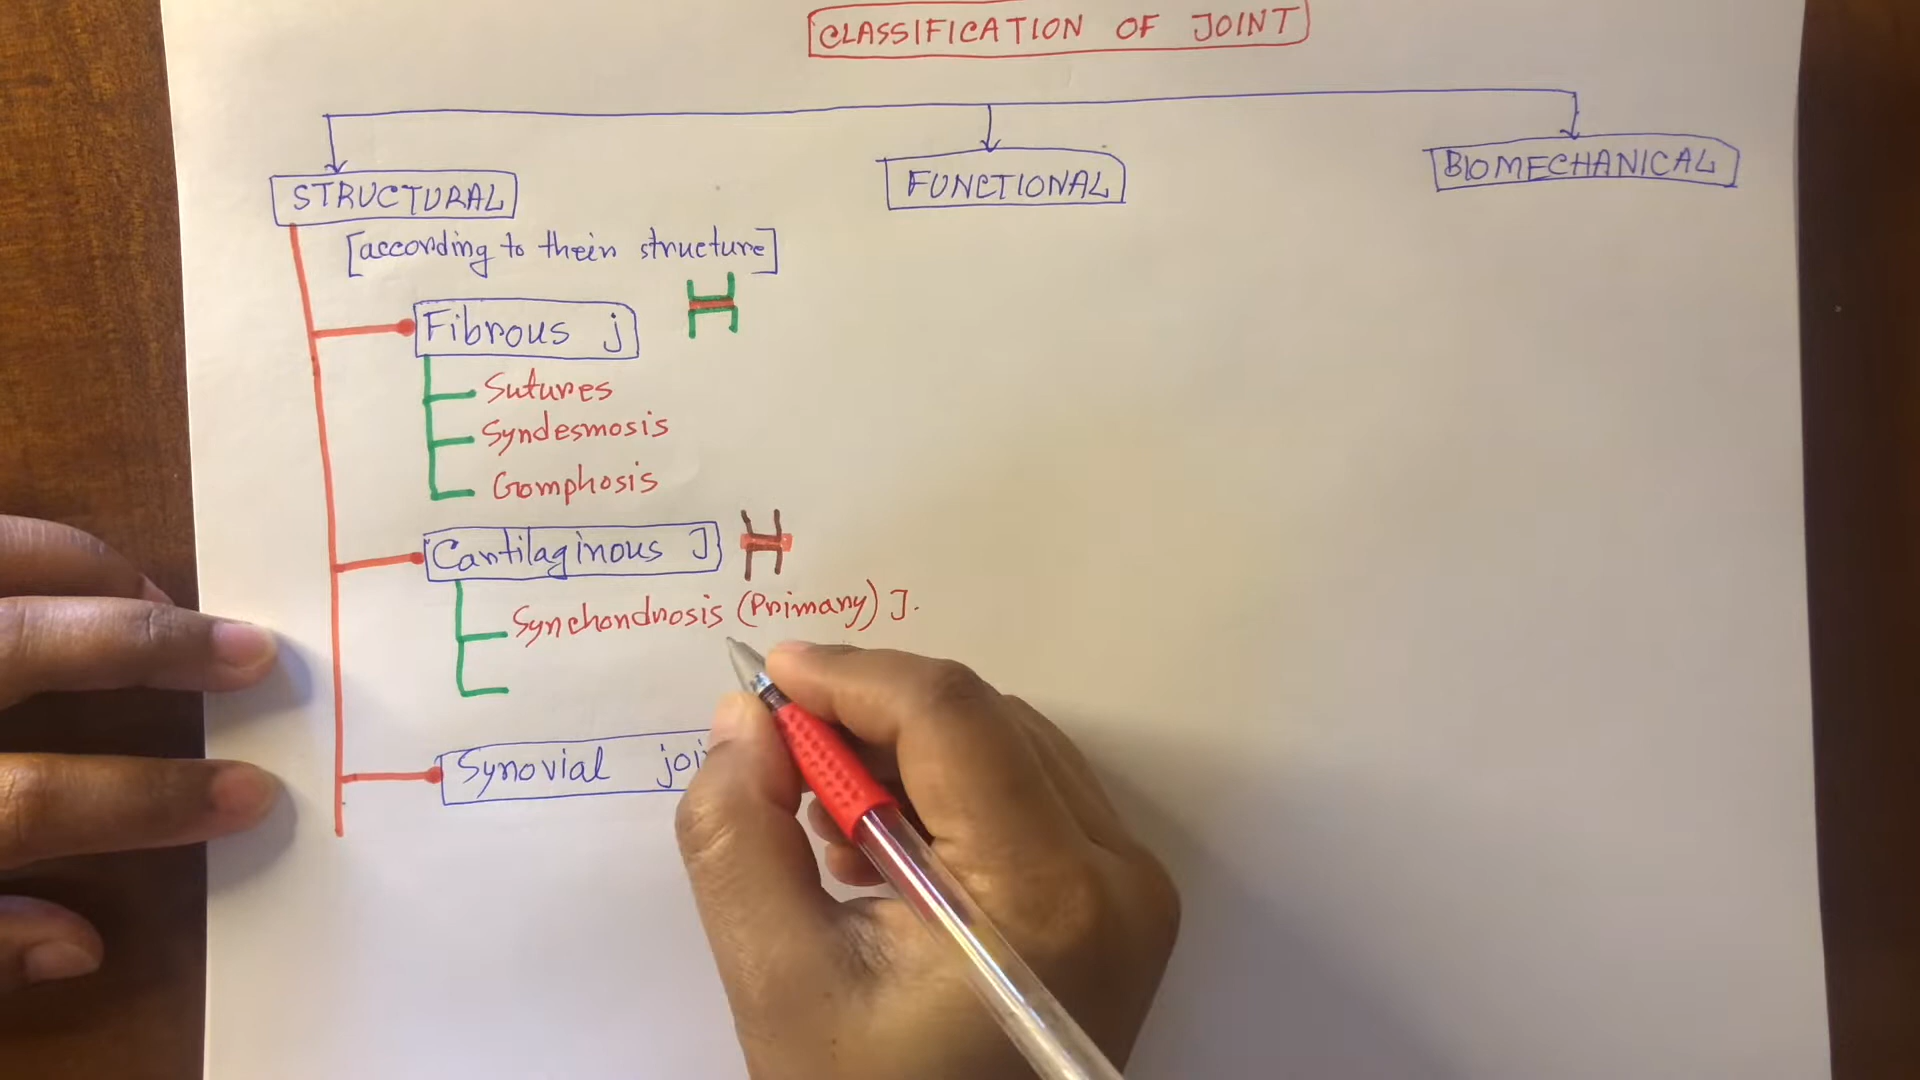 CLASSIFICATION OF JOINT
STRUCTURAL
FUNCTIONAL
BIOMECHANICAL
[according to their structure]
Fibrous j
Sutures
Syndesmosis
Gomphosis
Cartilaginous J
Synchondrosis (Primary) J.
Synovial joi